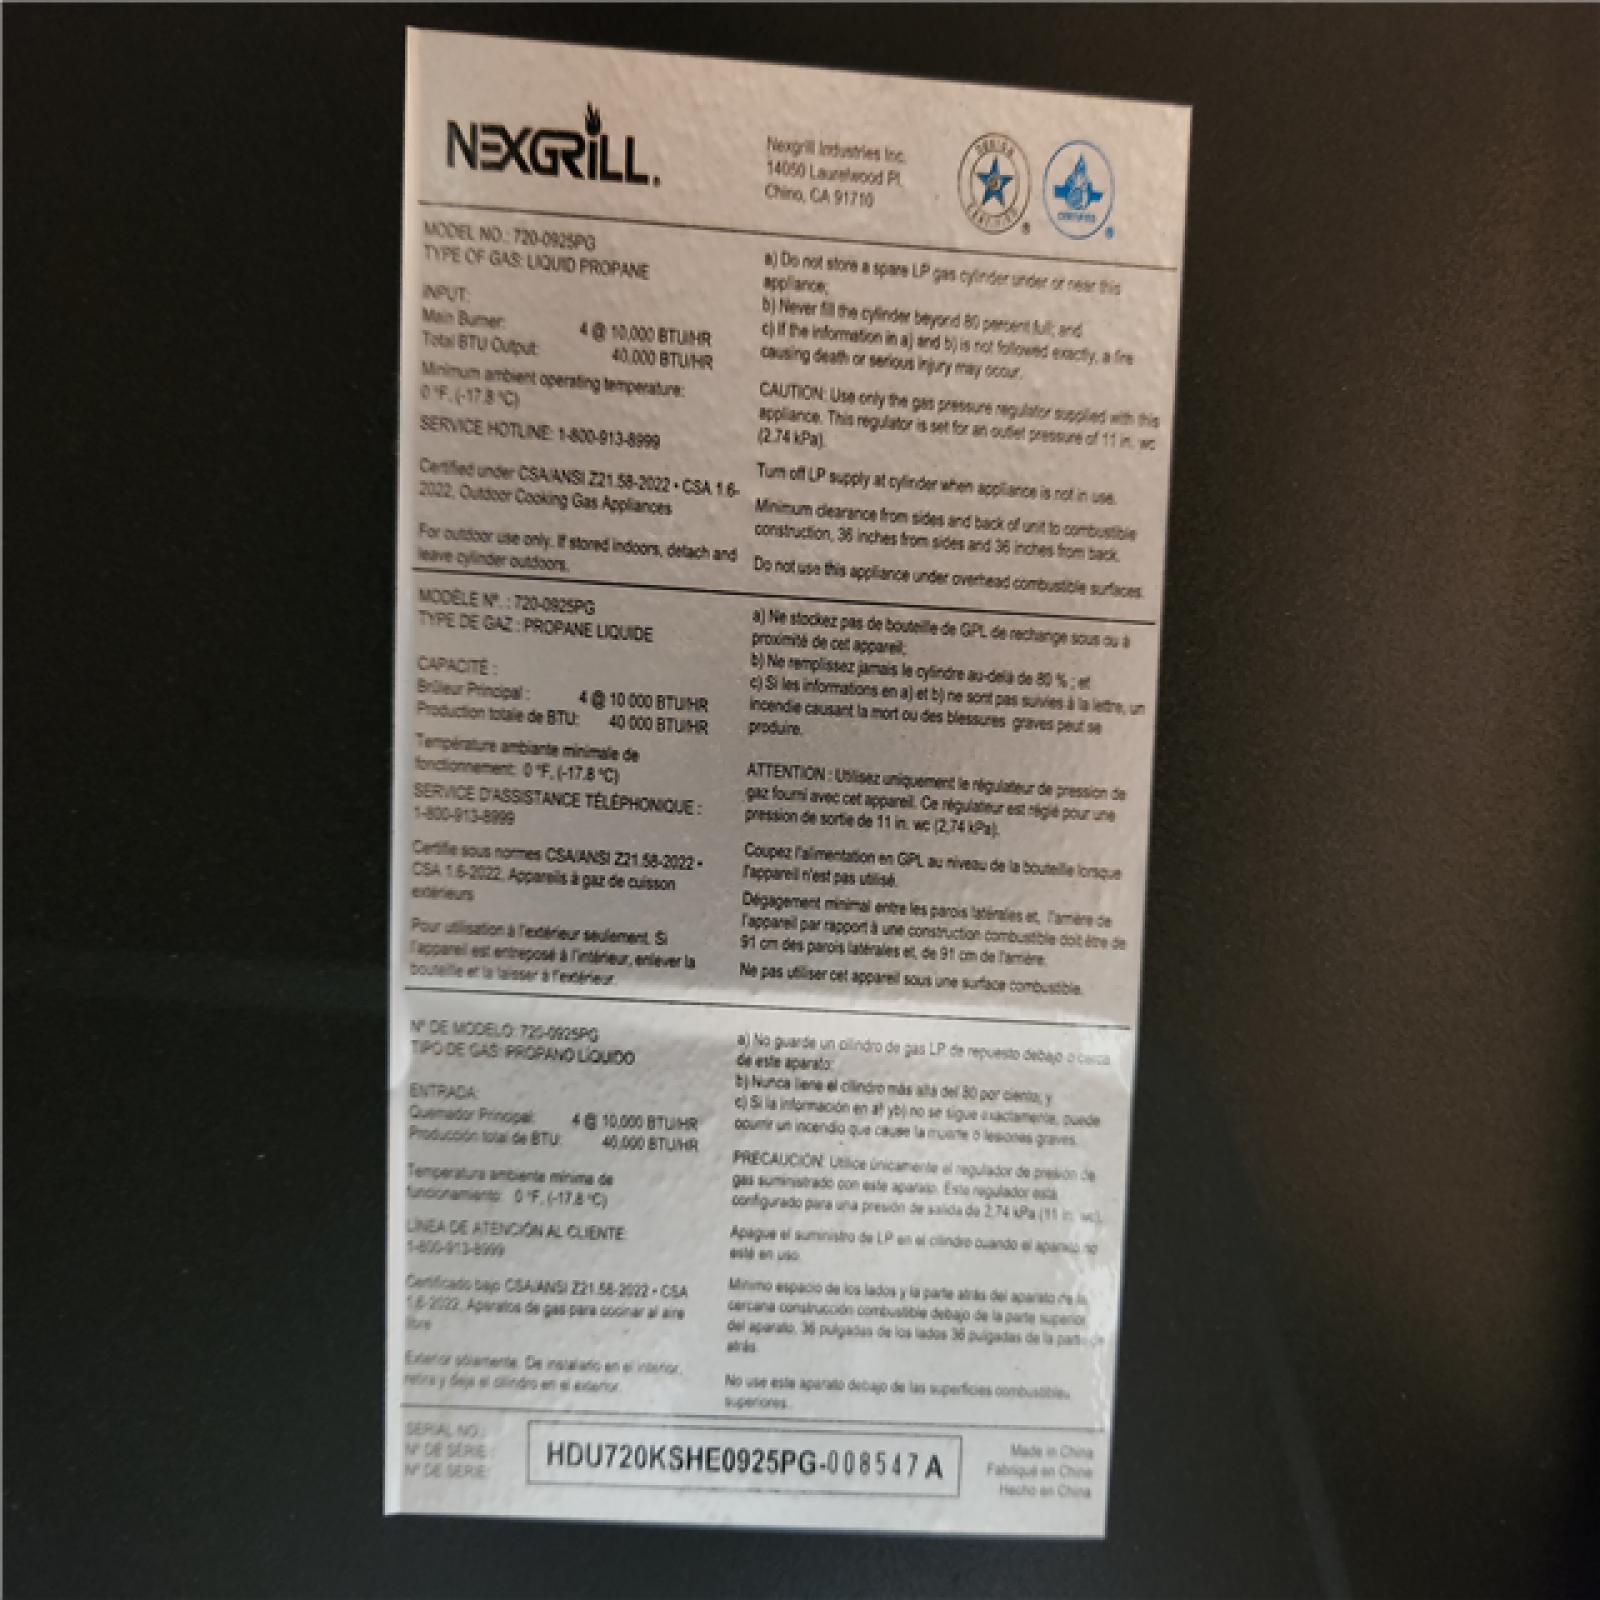 NEXGRILL.
Nexgrill Industries Inc.
14050 Laurelwood Pl.
Chino, CA 91710
DESIGN
CERTIFIED
®
CERTIFIED
®
MODEL NO.: 720-0925PG
TYPE OF GAS: LIQUID PROPANE
INPUT:
Main Burner: 4 @ 10,000 BTU/HR
Total BTU Output: 40,000 BTU/HR
Minimum ambient operating temperature:
0 °F. (-17.8 °C)
SERVICE HOTLINE: 1-800-913-8999
Certified under CSA/ANSI Z21.58-2022 • CSA 1.6-
2022, Outdoor Cooking Gas Appliances
For outdoor use only. If stored indoors, detach and
leave cylinder outdoors.
a) Do not store a spare LP gas cylinder under or near this
appliance;
b) Never fill the cylinder beyond 80 percent full; and
c) If the information in a) and b) is not followed exactly, a fire
causing death or serious injury may occur.
CAUTION: Use only the gas pressure regulator supplied with this
appliance. This regulator is set for an outlet pressure of 11 in. wc
(2.74 kPa).
Turn off LP supply at cylinder when appliance is not in use.
Minimum clearance from sides and back of unit to combustible
construction, 36 inches from sides and 36 inches from back.
Do not use this appliance under overhead combustible surfaces.
MODÈLE N°. : 720-0925PG
TYPE DE GAZ : PROPANE LIQUIDE
CAPACITÉ :
Brûleur Principal : 4 @ 10 000 BTU/HR
Production totale de BTU: 40 000 BTU/HR
Température ambiante minimale de
fonctionnement: 0 °F. (-17.8 °C)
SERVICE D'ASSISTANCE TÉLÉPHONIQUE :
1-800-913-8999
Certifie sous normes CSA/ANSI Z21.58-2022 •
CSA 1.6-2022, Appareils à gaz de cuisson
extérieurs
Pour utilisation à l'extérieur seulement. Si
l'appareil est entreposé à l'intérieur, enlever la
bouteille et la laisser à l'extérieur.
a) Ne stockez pas de bouteille de GPL de rechange sous ou à
proximité de cet appareil;
b) Ne remplissez jamais le cylindre au-delà de 80 % ; et
c) Si les informations en a) et b) ne sont pas suivies à la lettre, un
incendie causant la mort ou des blessures graves peut se
produire.
ATTENTION : Utilisez uniquement le régulateur de pression de
gaz fourni avec cet appareil. Ce régulateur est réglé pour une
pression de sortie de 11 in. wc (2,74 kPa).
Coupez l'alimentation en GPL au niveau de la bouteille lorsque
l'appareil n'est pas utilisé.
Dégagement minimal entre les parois latérales et, l'arrière de
l'appareil par rapport à une construction combustible doit être de
91 cm des parois latérales et, de 91 cm de l'arrière.
Ne pas utiliser cet appareil sous une surface combustible.
N° DE MODELO: 720-0925PG
TIPO DE GAS: PROPANO LÍQUIDO
ENTRADA:
Quemador Principal: 4 @ 10,000 BTU/HR
Producción total de BTU: 40,000 BTU/HR
Temperatura ambiente mínima de
funcionamiento: 0 °F. (-17.8 °C)
LÍNEA DE ATENCIÓN AL CLIENTE:
1-800-913-8999
Certificado bajo CSA/ANSI Z21.58-2022 • CSA
1.6-2022, Aparatos de gas para cocinar al aire
libre
Exterior sólamente. De instalarlo en el interior,
retira y deja el cilindro en el exterior.
a) No guarde un cilindro de gas LP de repuesto debajo o cerca
de este aparato;
b) Nunca llene el cilindro más allá del 80 por ciento; y
c) Si la información en a) y b) no se sigue exactamente, puede
ocurrir un incendio que cause la muerte o lesiones graves.
PRECAUCIÓN: Utilice únicamente el regulador de presión de
gas suministrado con este aparato. Este regulador está
configurado para una presión de salida de 2,74 kPa (11 in. wc).
Apague el suministro de LP en el cilindro cuando el aparato no
esté en uso.
Mínimo espacio de los lados y la parte atrás del aparato de la
cercana construcción combustible debajo de la parte superior
del aparato, 36 pulgadas de los lados 36 pulgadas de la parte de
atrás.
No use este aparato debajo de las superficies combustibles
superiores.
SERIAL NO.:
N° DE SÉRIE :
N° DE SERIE:
HDU720KSHE0925PG-008547 A
Made in China
Fabriqué en Chine
Hecho en China